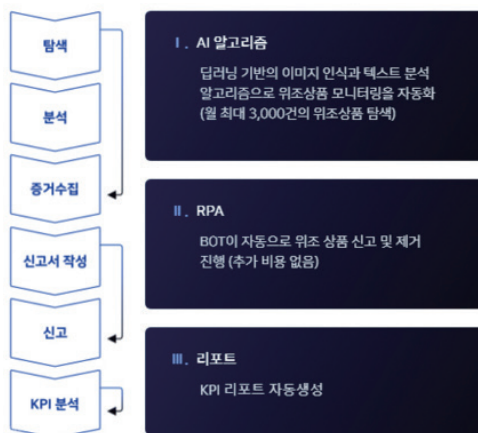 탐색
분석
증거수집
신고서 작성
신고
KPI 분석
Ⅰ. AI 알고리즘
딥러닝 기반의 이미지 인식과 텍스트 분석
알고리즘으로 위조상품 모니터링을 자동화
(월 최대 3,000건의 위조상품 탐색)
Ⅱ. RPA
BOT이 자동으로 위조 상품 신고 및 제거
진행 (추가 비용 없음)
Ⅲ. 리포트
KPI 리포트 자동생성